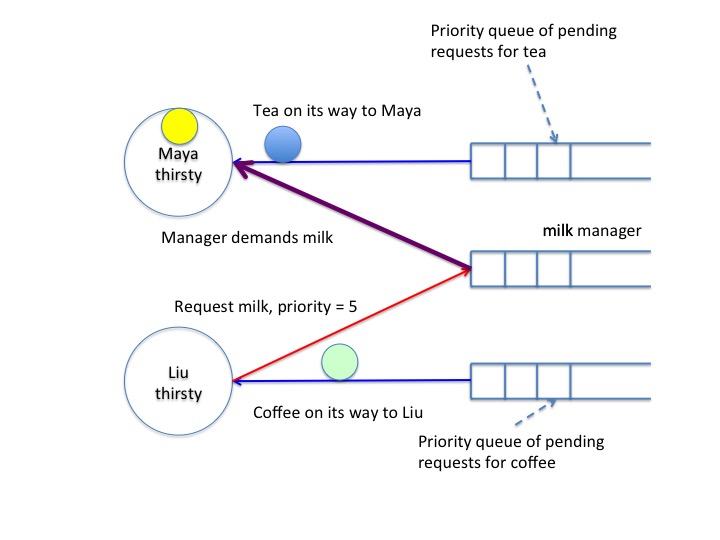 Priority queue of pending
requests for tea
Tea on its way to Maya
Maya
thirsty
milk manager
Manager demands milk
Request milk, priority = 5
Liu
thirsty
Coffee on its way to Liu
Priority queue of pending
requests for coffee